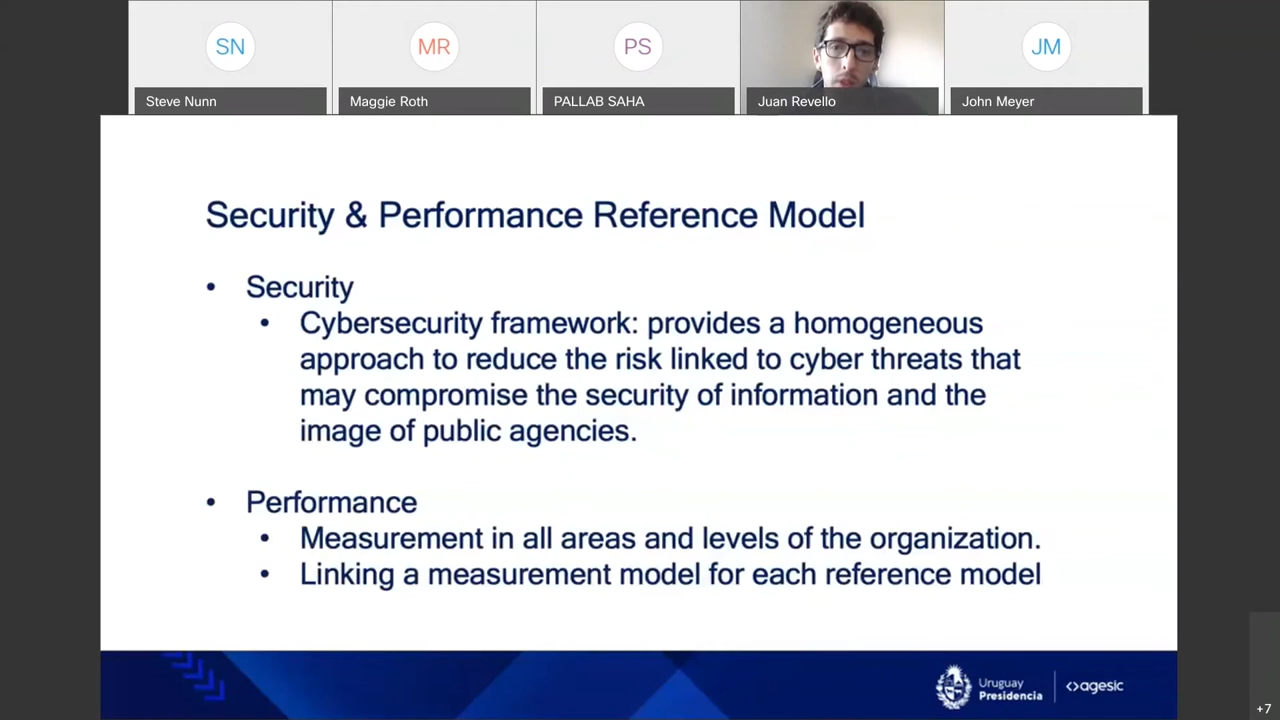 SN
MR
PS
JM
Steve Nunn
Maggie Roth
PALLAB SAHA
Juan Revello
John Meyer
Security & Performance Reference Model
• Security
• Cybersecurity framework: provides a homogeneous
approach to reduce the risk linked to cyber threats that
may compromise the security of information and the
image of public agencies.
• Performance
• Measurement in all areas and levels of the organization.
• Linking a measurement model for each reference model
Uruguay
Presidencia
agesic
+7